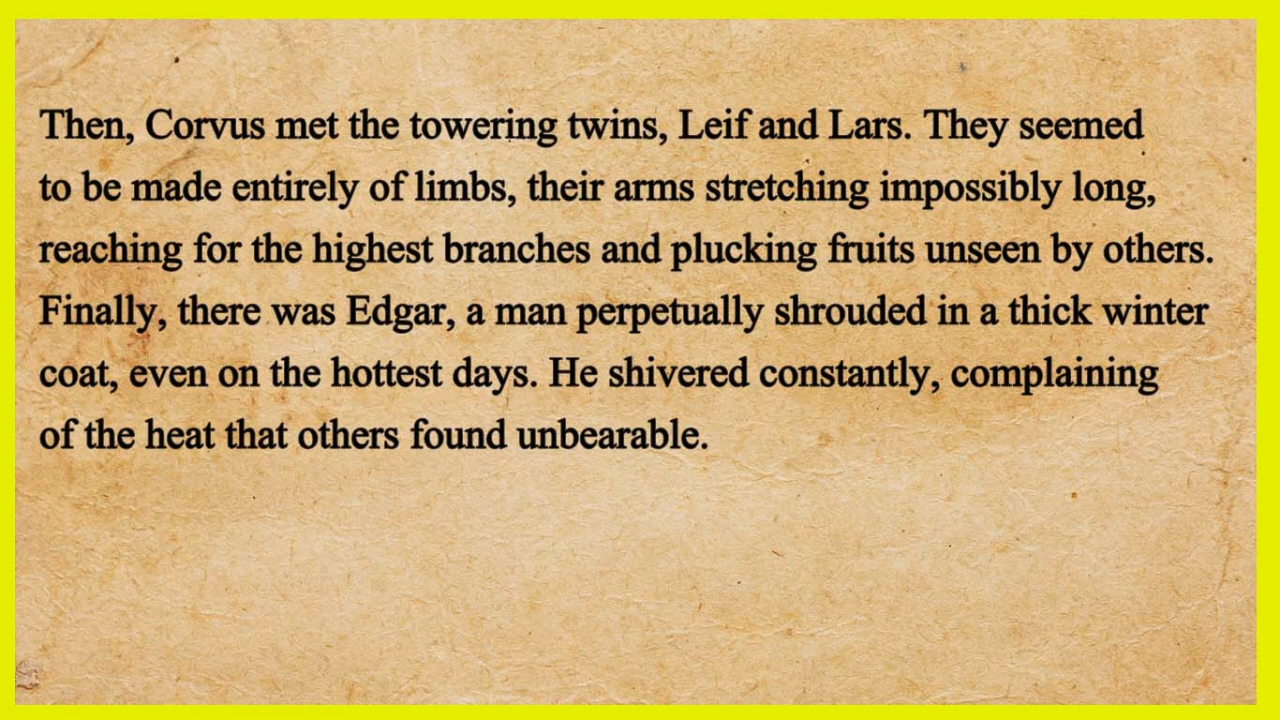 Then, Corvus met the towering twins, Leif and Lars. They seemed
to be made entirely of limbs, their arms stretching impossibly long,
reaching for the highest branches and plucking fruits unseen by others.
Finally, there was Edgar, a man perpetually shrouded in a thick winter
coat, even on the hottest days. He shivered constantly, complaining
of the heat that others found unbearable.